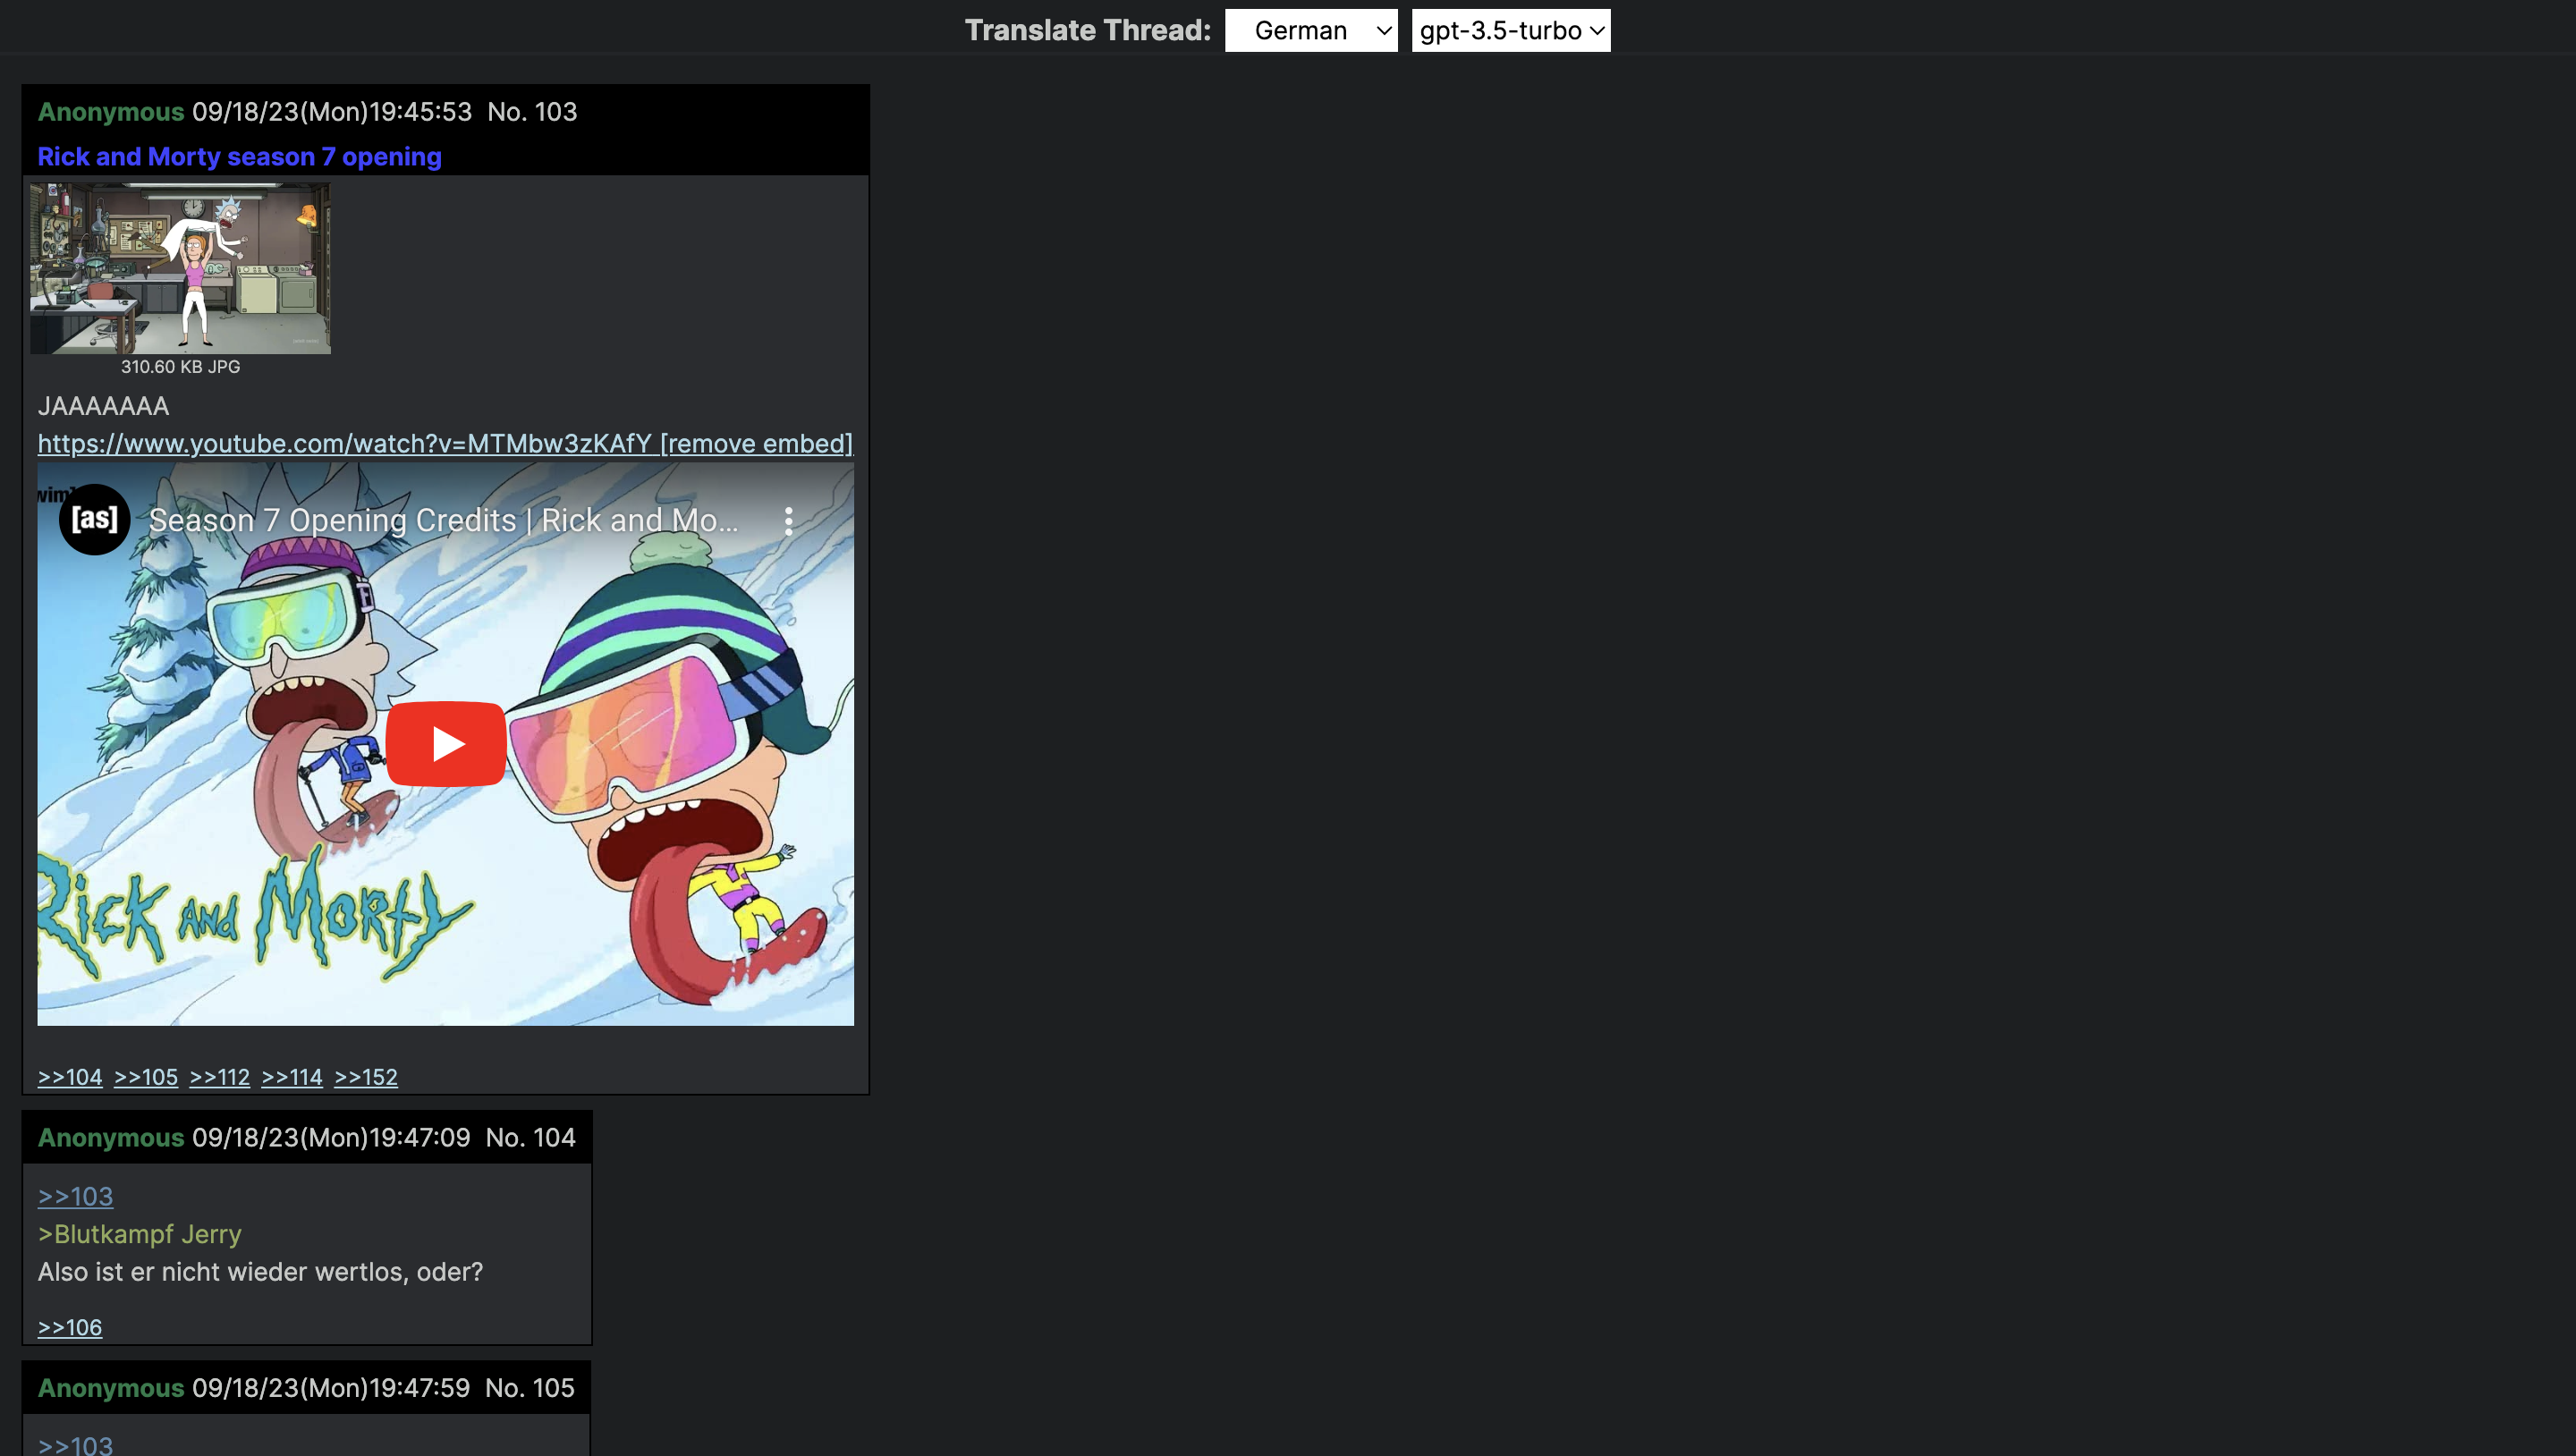 Translate Thread: German gpt-3.5-turbo
Anonymous 09/18/23(Mon)19:45:53 No. 103
Rick and Morty season 7 opening
310.60 KB JPG
JAAAAAAA
https://www.youtube.com/watch?v=MTMbw3zKAfY [remove embed]
[as] Season 7 Opening Credits | Rick and Mo...
RICK AND MORTY
>>104 >>105 >>112 >>114 >>152
Anonymous 09/18/23(Mon)19:47:09 No. 104
>>103
>Blutkampf Jerry
Also ist er nicht wieder wertlos, oder?
>>106
Anonymous 09/18/23(Mon)19:47:59 No. 105
>>103